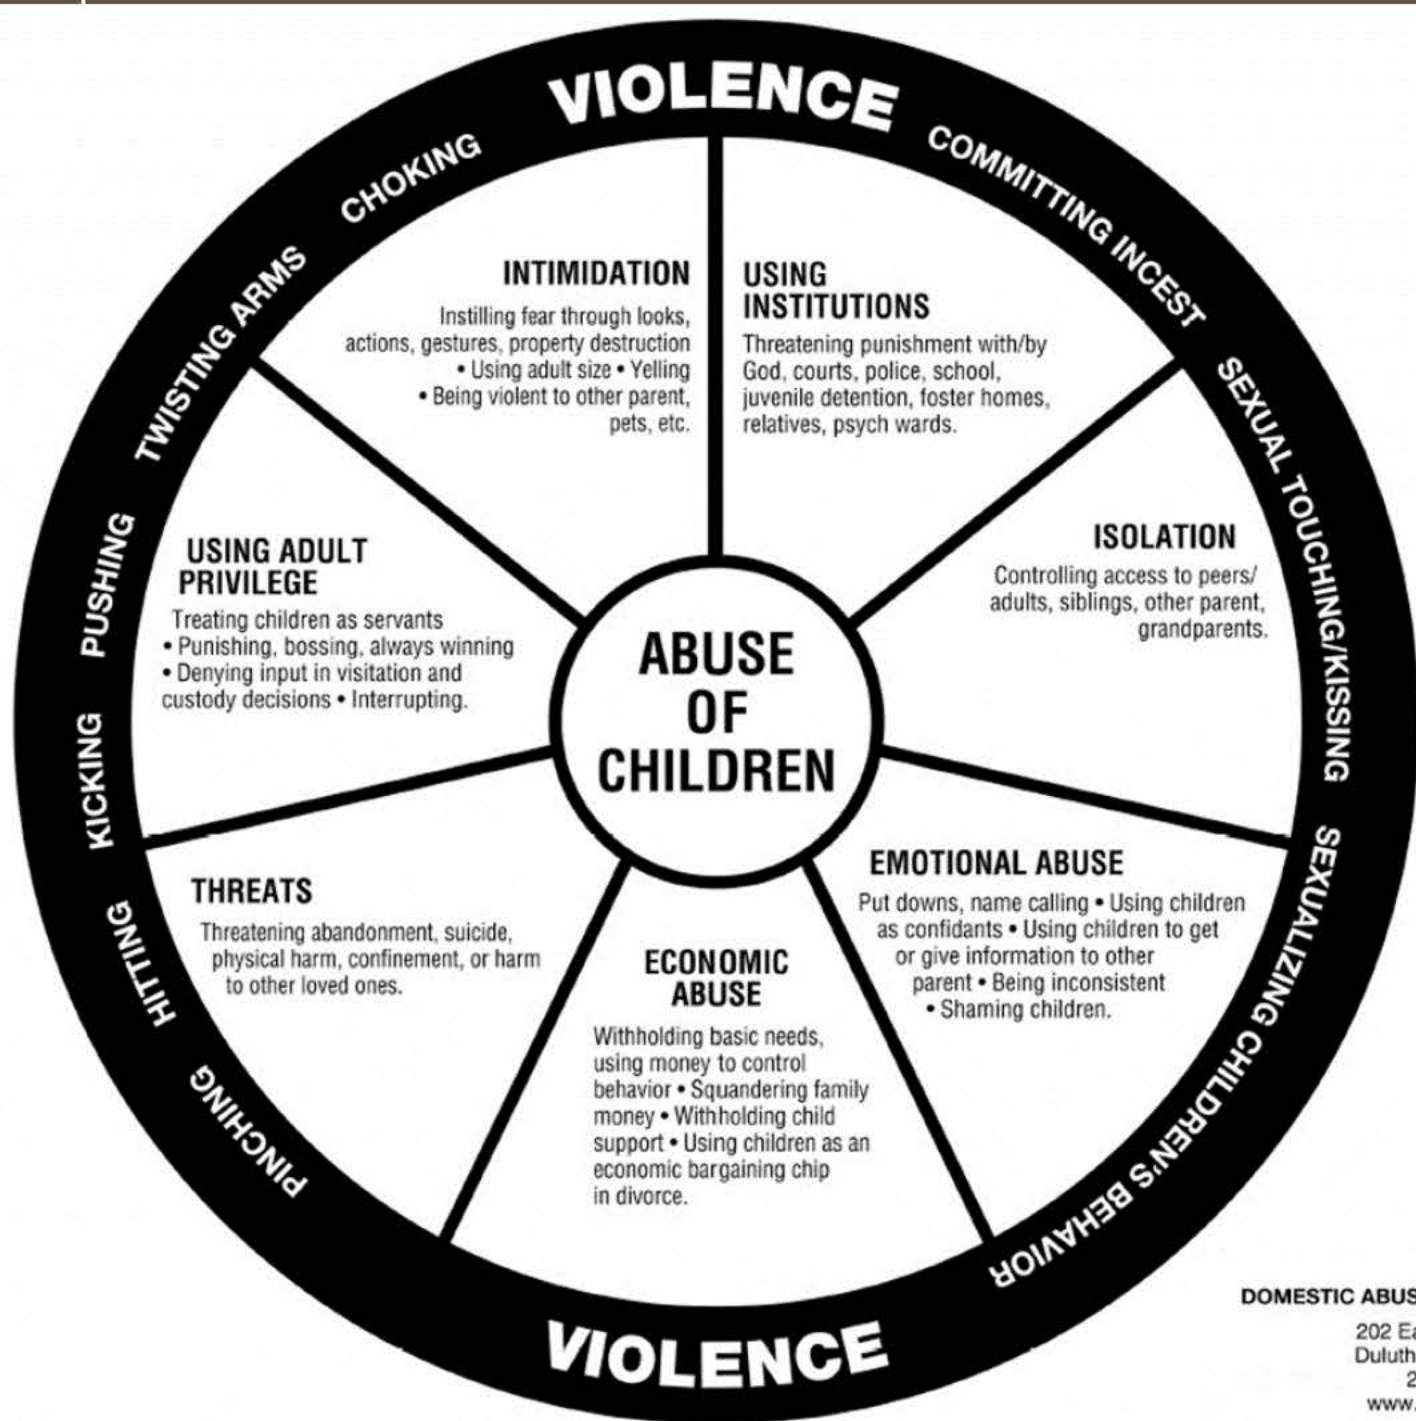 VIOLENCE
COMMITTING INCEST
SEXUAL TOUCHING/KISSING
SEXUALIZING CHILDREN'S BEHAVIOR
CHOKING
TWISTING ARMS
PUSHING
KICKING
HITTING
PINCHING
VIOLENCE
ABUSE
OF
CHILDREN
INTIMIDATION
Instilling fear through looks,
actions, gestures, property destruction
• Using adult size • Yelling
• Being violent to other parent,
pets, etc.
USING
INSTITUTIONS
Threatening punishment with/by
God, courts, police, school,
juvenile detention, foster homes,
relatives, psych wards.
ISOLATION
Controlling access to peers/
adults, siblings, other parent,
grandparents.
EMOTIONAL ABUSE
Put downs, name calling • Using children
as confidants • Using children to get
or give information to other
parent • Being inconsistent
• Shaming children.
ECONOMIC
ABUSE
Withholding basic needs,
using money to control
behavior • Squandering family
money • Withholding child
support • Using children as an
economic bargaining chip
in divorce.
THREATS
Threatening abandonment, suicide,
physical harm, confinement, or harm
to other loved ones.
USING ADULT
PRIVILEGE
Treating children as servants
• Punishing, bossing, always winning
• Denying input in visitation and
custody decisions • Interrupting.
DOMESTIC ABUS
202 Ea
Duluth
2
www.